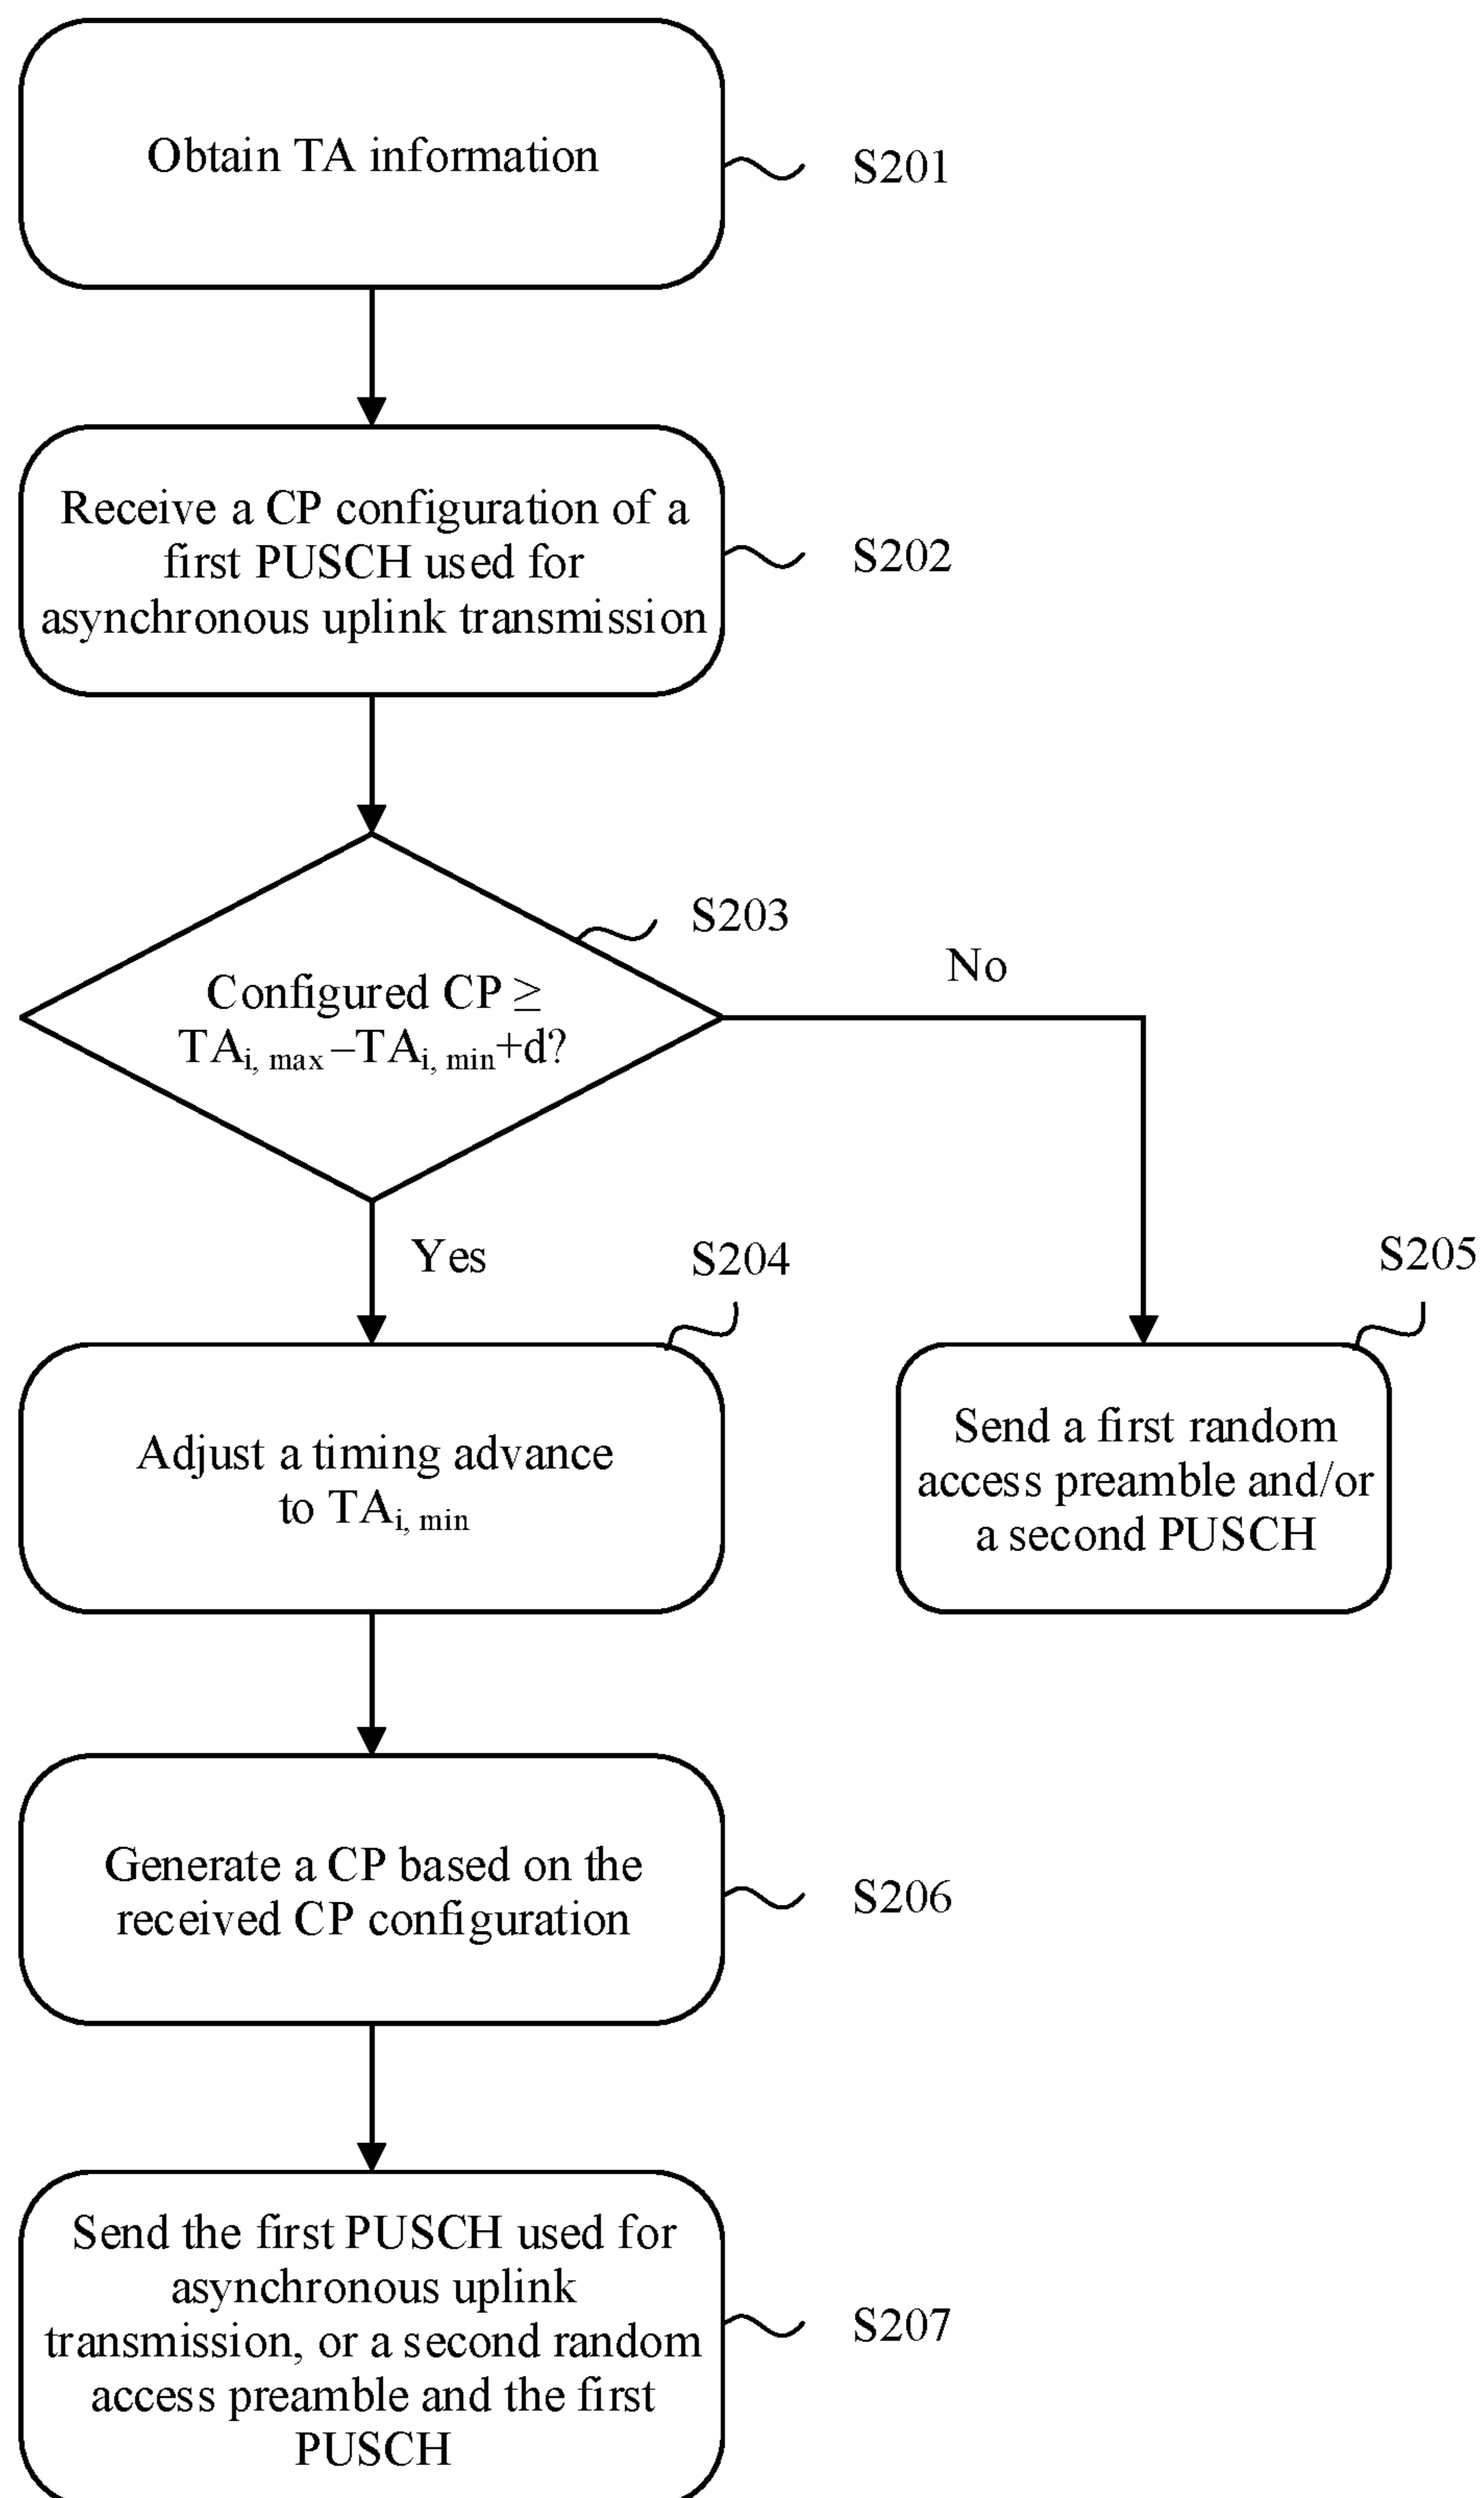 Obtain TA information
S201
Receive a CP configuration of a
first PUSCH used for
asynchronous uplink transmission
S202
S203
Configured CP ≥
TAi, max−TAi, min+d?
No
Yes
S204
S205
Adjust a timing advance
to TAi, min
Send a first random
access preamble and/or
a second PUSCH
Generate a CP based on the
received CP configuration
S206
Send the first PUSCH used for
asynchronous uplink
transmission, or a second random
access preamble and the first
PUSCH
S207